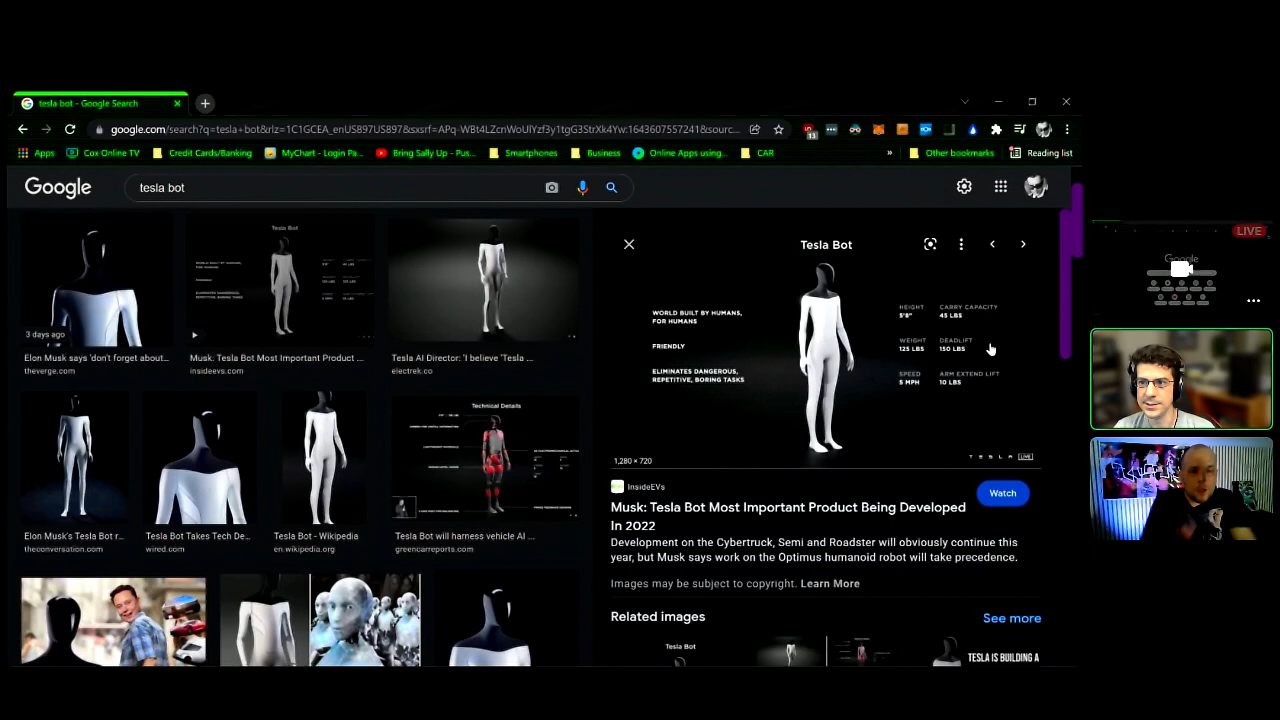 tesla bot - Google Search
google.com/search?q=tesla+bot&rlz=1C1GCEA_enUS897US897&sxsrf=APq-WBt4LZcnWoUlYzf3y1tgG3StrXk4Yw:1643607557241&sourc...
13
Apps Cox Online TV Credit Cards/Banking MyChart - Login Pa... Bring Sally Up - Pus... Smartphones Business Online Apps using... CAR » Other bookmarks Reading list
Google
tesla bot
Tesla Bot
3 days ago
Elon Musk says 'don't forget about...
theverge.com
Musk: Tesla Bot Most Important Product ...
insideevs.com
Tesla AI Director: 'I believe 'Tesla ...
electrek.co
Technical Details
Elon Musk's Tesla Bot r...
theconversation.com
Tesla Bot Takes Tech De...
wired.com
Tesla Bot - Wikipedia
en.wikipedia.org
Tesla Bot will harness vehicle AI ...
greencarreports.com
Tesla Bot
WORLD BUILT BY HUMANS,
FOR HUMANS
FRIENDLY
ELIMINATES DANGEROUS,
REPETITIVE, BORING TASKS
HEIGHT CARRY CAPACITY
5'8" 45 LBS
WEIGHT DEADLIFT
125 LBS 150 LBS
SPEED ARM EXTEND LIFT
5 MPH 10 LBS
TESLA LIVE
1,280 × 720
InsideEVs
Watch
Musk: Tesla Bot Most Important Product Being Developed
In 2022
Development on the Cybertruck, Semi and Roadster will obviously continue this
year, but Musk says work on the Optimus humanoid robot will take precedence.
Images may be subject to copyright. Learn More
Related images
See more
Tesla Bot
TESLA IS BUILDING A
LIVE
Google